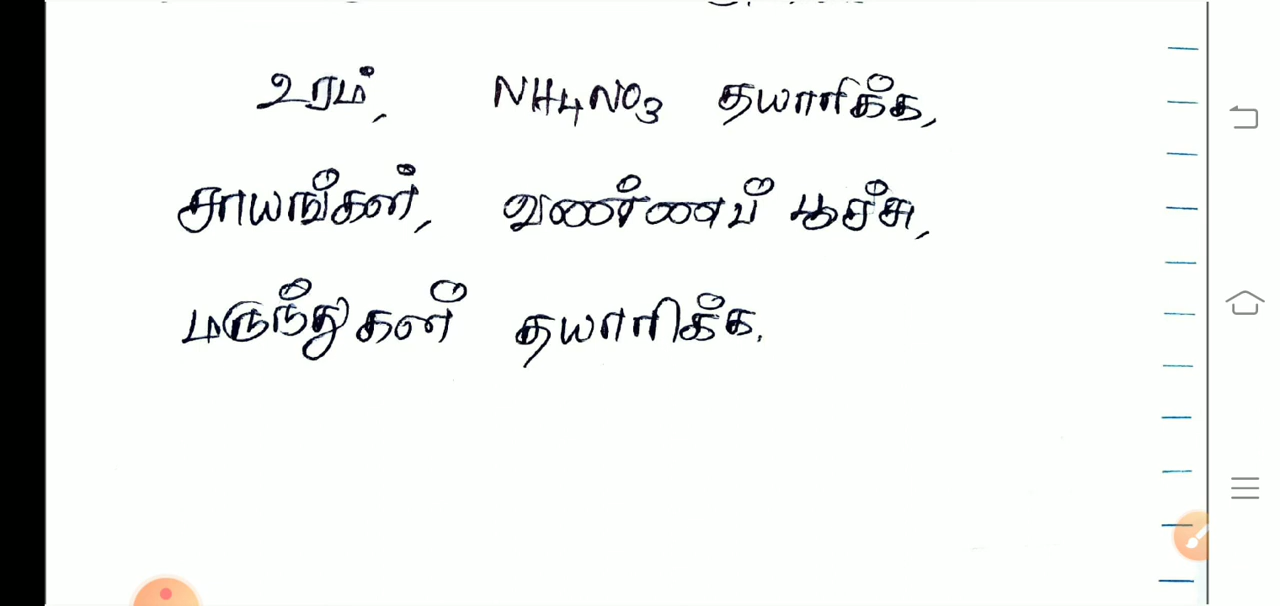 உரம், NH4NO3 தயாரிக்க,
சாயங்கள், வண்ணப் பூச்சு,
மருந்துகள் தயாரிக்க.